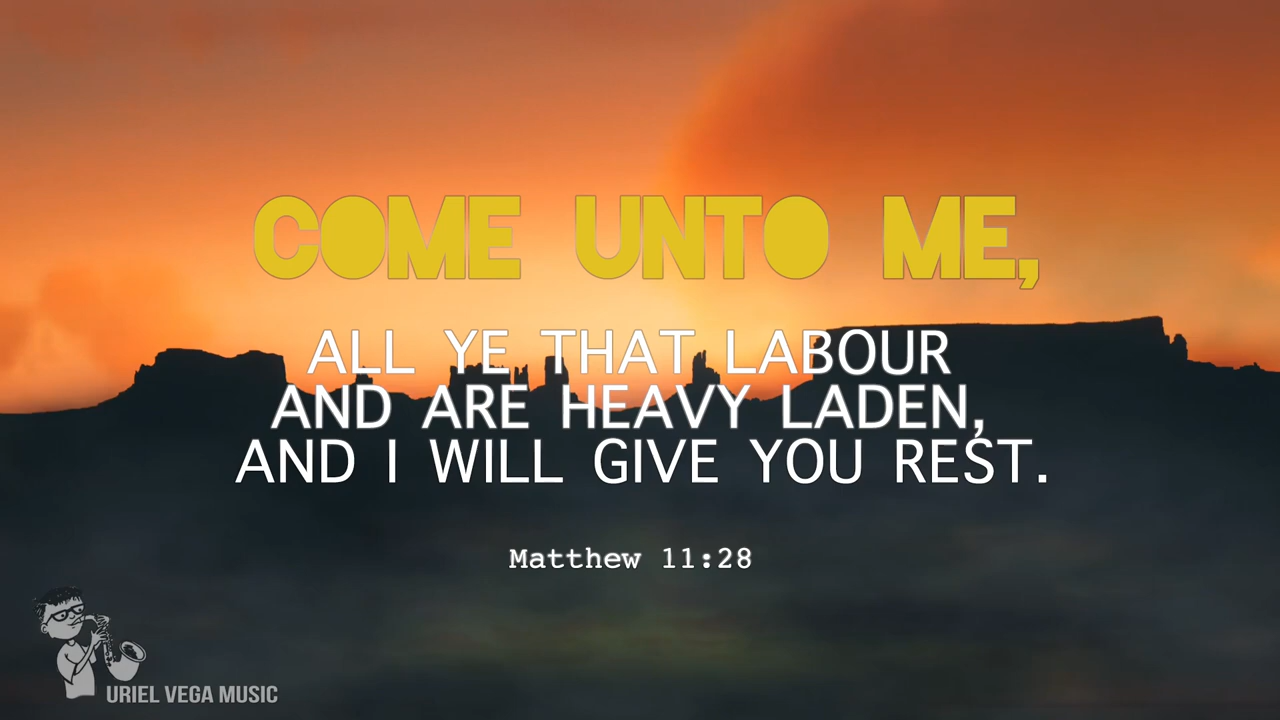 COME UNTO ME,
ALL YE THAT LABOUR
AND ARE HEAVY LADEN,
AND I WILL GIVE YOU REST.
Matthew 11:28
URIEL VEGA MUSIC